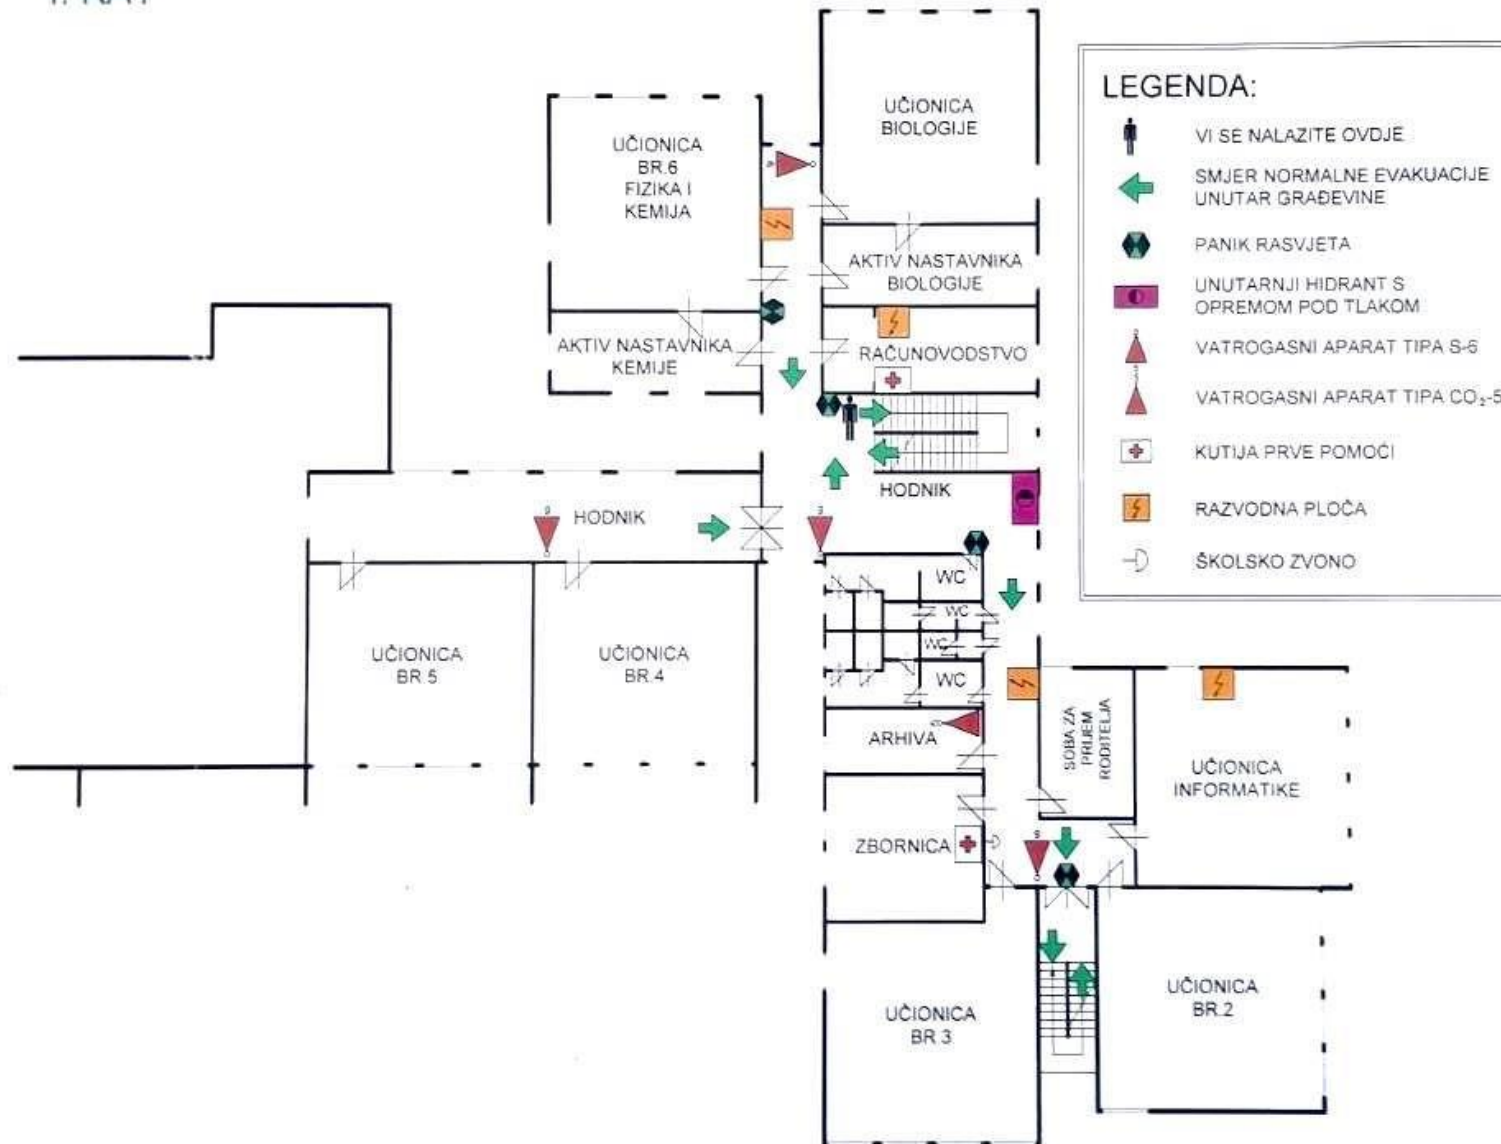 UČIONICA
BIOLOGIJE
UČIONICA
BR.6
FIZIKA I
KEMIJA
AKTIV NASTAVNIKA
BIOLOGIJE
AKTIV NASTAVNIKA
KEMIJE
RAČUNOVODSTVO
HODNIK
HODNIK
WC
WC
WC
WC
UČIONICA
BR.5
UČIONICA
BR.4
ARHIVA
SOBA ZA
PRIJEM
RODITELJA
UČIONICA
INFORMATIKE
ZBORNICA
UČIONICA
BR.3
UČIONICA
BR.2
LEGENDA:
VI SE NALAZITE OVDJE
SMJER NORMALNE EVAKUACIJE
UNUTAR GRAĐEVINE
PANIK RASVJETA
UNUTARNJI HIDRANT S
OPREMOM POD TLAKOM
VATROGASNI APARAT TIPA S-6
VATROGASNI APARAT TIPA CO₂-5
KUTIJA PRVE POMOĆI
RAZVODNA PLOČA
ŠKOLSKO ZVONO